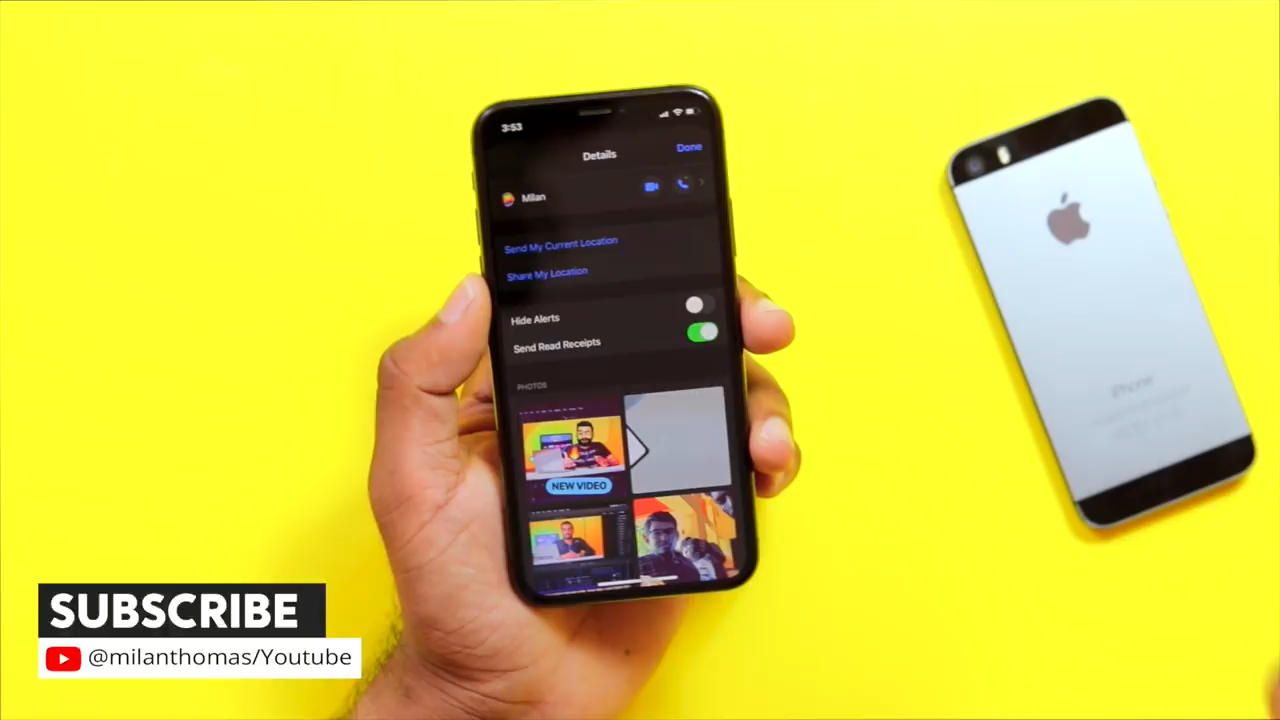 3:53
Details
Done
Milan
Send My Current Location
Share My Location
Hide Alerts
Send Read Receipts
PHOTOS
NEW VIDEO
iPhone
SUBSCRIBE
@milanthomas/Youtube